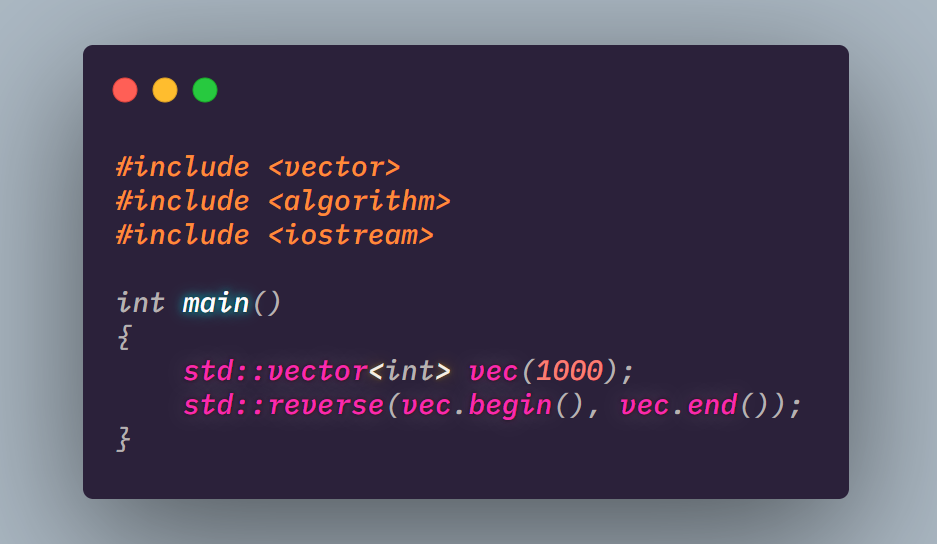 #include <vector>
#include <algorithm>
#include <iostream>
int main()
{
    std::vector<int> vec(1000);
    std::reverse(vec.begin(), vec.end());
}